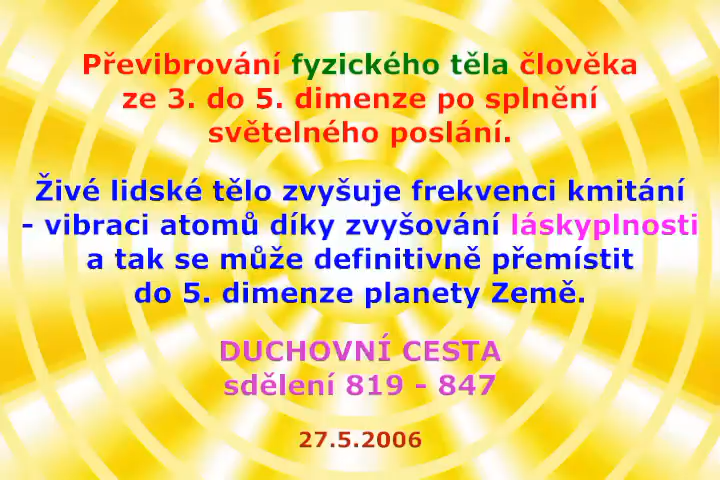 Převibrování fyzického těla člověka
ze 3. do 5. dimenze po splnění
světelného poslání.
Živé lidské tělo zvyšuje frekvenci kmitání
- vibraci atomů díky zvyšování láskyplnosti
a tak se může definitivně přemístit
do 5. dimenze planety Země.
DUCHOVNÍ CESTA
sdělení 819 - 847
27.5.2006